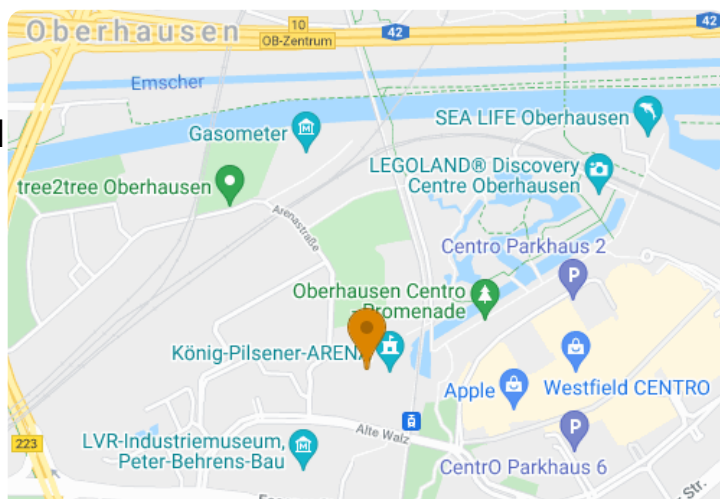 Oberhausen
10
OB-Zentrum
42
42
Emscher
Gasometer
SEA LIFE Oberhausen
tree2tree Oberhausen
LEGOLAND® Discovery
Centre Oberhausen
Arenastraße
Centro Parkhaus 2
P
Oberhausen Centro
-Promenade
König-Pilsener-ARENA
Apple
Westfield CENTRO
223
LVR-Industriemuseum,
Peter-Behrens-Bau
Alte Walz
P
CentrO Parkhaus 6
Str.